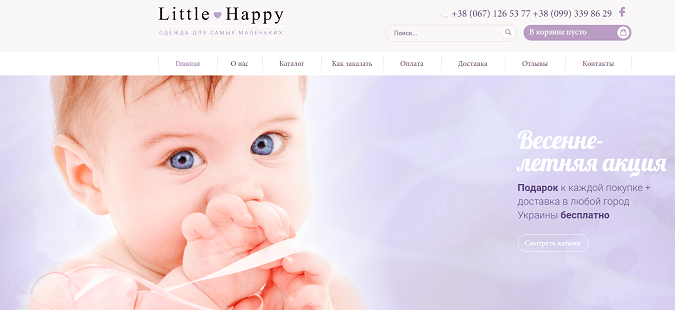 Little Happy
ОДЕЖДА ДЛЯ САМЫХ МАЛЕНЬКИХ
+38 (067) 126 53 77 +38 (099) 339 86 29
Поиск...
В корзине пусто
Главная О нас Каталог Как заказать Оплата Доставка Отзывы Контакты
Весенне-
летняя акция
Подарок к каждой покупке +
доставка в любой город
Украины бесплатно
Смотреть каталог